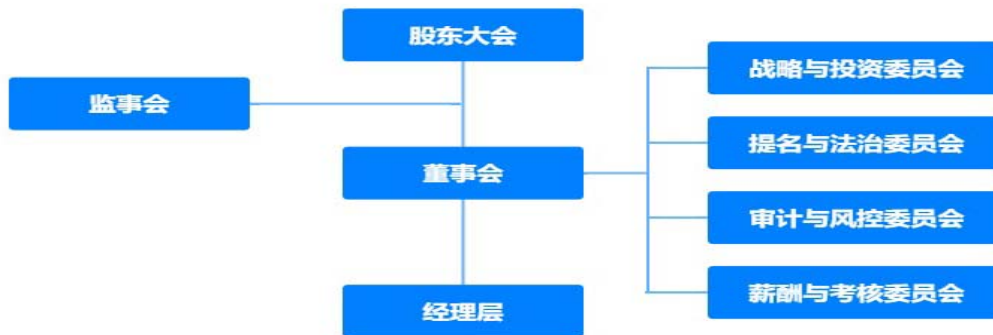 股东大会
监事会
董事会
经理层
战略与投资委员会
提名与法治委员会
审计与风控委员会
薪酬与考核委员会